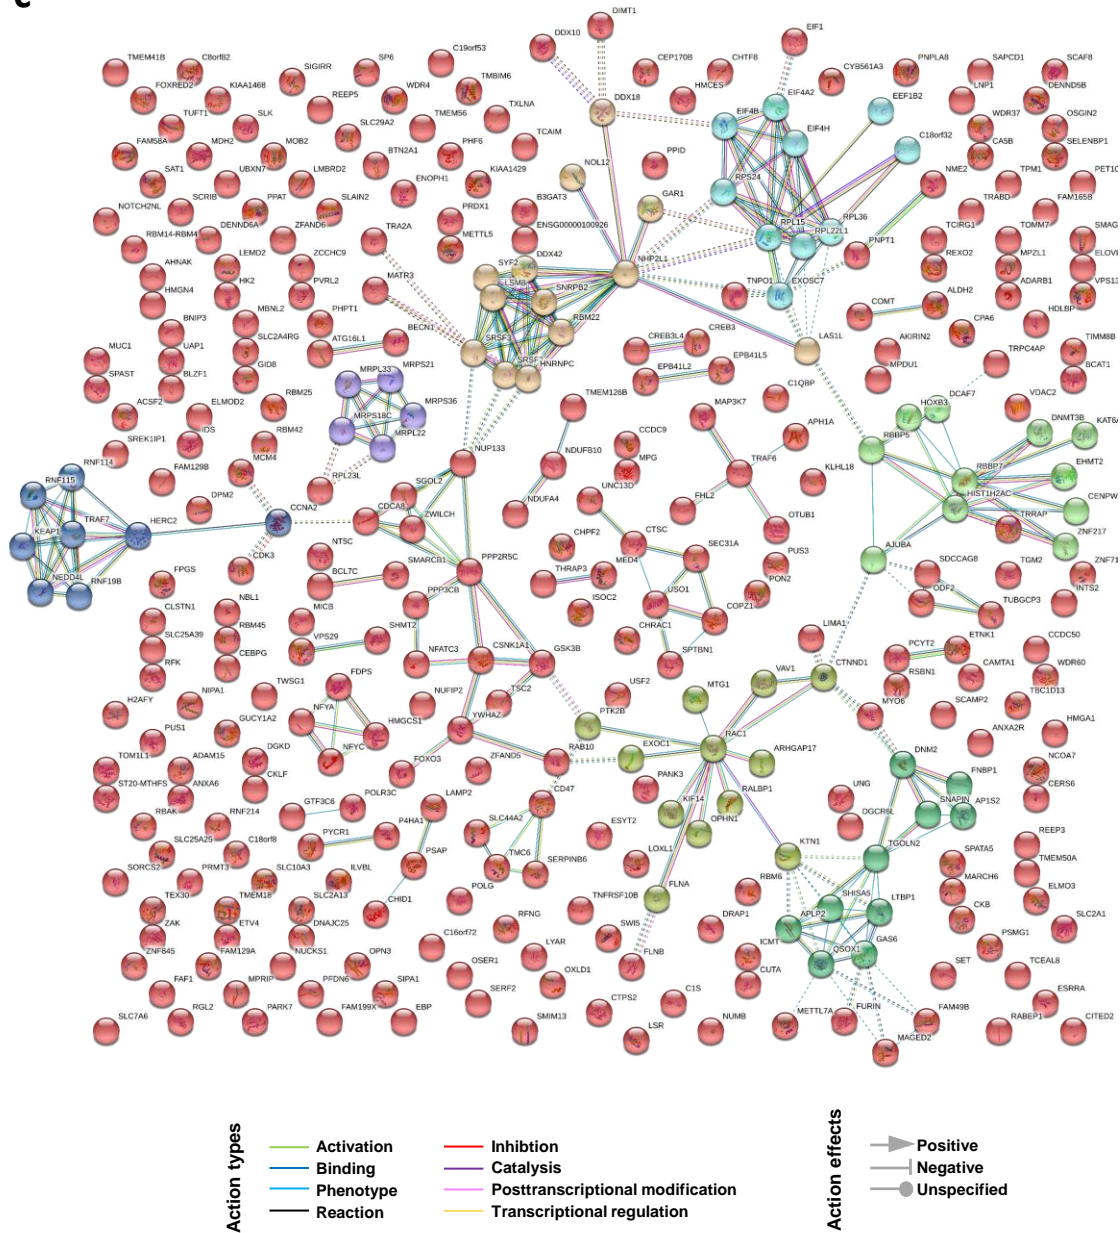 C
DIMT1
DDX10
EIF1
C19orf53
TMEM41B
C8orf82
SP6
SIGIRR
CEP170B
CHTF8
CYB561A3
PNPLA8
SAPCD1
SCAF8
FOXRED2
KIAA1468
REEP5
WDR4
TMBIM6
HMCES
DDX18
EIF4A2
EEF1B2
LNP1
DENND5B
TUFT1
SLK
SLC29A2
TMEM56
TXLNA
EIF4B
EIF4H
WDR37
OSGIN2
FAM58A
MDH2
MOB2
BTN2A1
PHF6
TCAIM
C18orf32
CA5B
SELENBP1
SAT1
UBXN7
LMBRD2
ENOPH1
KIAA1429
NOL12
PPID
RPS24
NME2
TPM1
PET100
NOTCH2NL
SCRIB
PPAT
SLAIN2
PRDX1
B3GAT3
GAR1
RPL15
RPL36
TRABD
FAM165B
RBM14-RBM4
DENND6A
ZFAND6
TRA2A
METTL5
ENSG00000100926
RPL22L1
PNPT1
TCIRG1
TOMM7
SMAG
AHNAK
LEMD2
ZCCHC9
MATR3
SYF2
DDX42
NHP2L1
TNPO1
EXOSC7
REXO2
MPZL1
ELOVL
HMGN4
HK2
PVRL2
LSM8
SNRPB2
COMT
ALDH2
ADARB1
VPS13
BNIP3
MBNL2
PHPT1
BECN1
RBM22
CREB3L4
CREB3
LAS1L
AKIRIN2
CPA6
HDLBP
MUC1
UAP1
SLC2A4RG
ATG16L1
SRSF3
SRSF1
HNRNPC
EPB41L2
EPB41L5
MPDU1
TRPC4AP
TIMM8B
SPAST
BLZF1
GID8
MRPL33
MRPS21
C1QBP
DCAF7
BCAT1
ACSF2
ELMOD2
RBM25
MRPS36
TMEM126B
MAP3K7
HOXB3
VDAC2
SREK1IP1
IDS
RBM42
MRPS18C
MRPL22
NUP133
CCDC9
APH1A
RBBP5
DNMT3B
KAT6A
RNF114
FAM129B
MCM4
RPL23L
NDUFB10
MPG
TRAF6
KLHL18
RBBP7
EHMT2
RNF115
DPM2
CCNA2
SGOL2
NDUFA4
UNC13D
FHL2
HIST1H2AC
CENPW
KEAP1
TRAF7
HERC2
CDCA8
ZWILCH
CHPF2
CTSC
OTUB1
TRRAP
ZNF217
NEDD4L
RNF19B
CDK3
NT5C
SMARCB1
PPP2R5C
THRAP3
MED4
SEC31A
PUS3
AJUBA
SDCCAG8
TGM2
ZNF71
FPGS
BCL7C
ISOC2
USO1
PON2
ODF2
INTS2
CLSTN1
NBL1
MICB
PPP3CB
CHRAC1
COPZ1
TUBGCP3
SLC25A39
RBM45
VPS29
SHMT2
NFATC3
CSNK1A1
GSK3B
SPTBN1
LIMA1
PCYT2
ETNK1
CCDC50
RFK
CEBPG
VAV1
CTNND1
RSBN1
CAMTA1
WDR60
H2AFY
NIPA1
TWSG1
FDPS
NUFIP2
TSC2
USF2
MTG1
MYO6
SCAMP2
TBC1D13
PUS1
GUCY1A2
NFYA
HMGCS1
YWHAZ
PTK2B
RAC1
ANXA2R
HMGA1
TOM1L1
ADAM15
DGKD
NFYC
FOXO3
ZFAND5
RAB10
EXOC1
ARHGAP17
DNM2
FNBP1
NCOA7
ST20-MTHFS
ANXA6
CKLF
PANK3
UNG
SNAPIN
AP1S2
CERS6
RBAK
RNF214
GTF3C6
POLR3C
LAMP2
CD47
KIF14
RALBP1
DGCR6L
SLC25A25
C18orf8
PYCR1
P4HA1
SLC44A2
ESYT2
OPHN1
KTN1
TGOLN2
REEP3
SORCS2
PRMT3
SLC10A3
ILVBL
PSAP
TMC6
SERPINB6
LOXL1
RBM6
SPATA5
TMEM50A
TEX30
TMEM18
SLC2A13
CHID1
POLG
TNFRSF10B
FLNA
SHISA5
LTBP1
MARCH6
ELMO3
ZAK
ETV4
DNAJC25
C16orf72
RFNG
SWI5
DRAP1
APLP2
CKB
SLC2A1
ZNF845
FAM129A
NUCKS1
OPN3
LYAR
FLNB
ICMT
QSOX1
GAS6
PSMG1
FAF1
MPRIP
PFDN6
SIPA1
OSER1
OXLD1
CUTA
SET
TCEAL8
SLC7A6
RGL2
PARK7
FAM199X
EBP
SERF2
CTPS2
C1S
METTL7A
FURIN
FAM49B
ESRRA
SMIM13
LSR
NUMB
MAGED2
RABEP1
CITED2
Action types
Activation
Binding
Phenotype
Reaction
Inhibtion
Catalysis
Posttranscriptional modification
Transcriptional regulation
Action effects
Positive
Negative
Unspecified